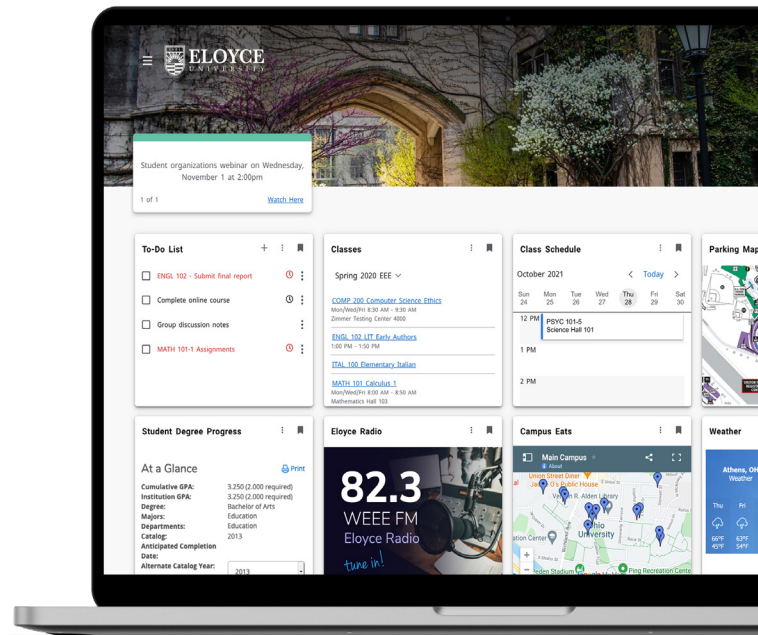 ELOYCE
UNIVERSITY
Student organizations webinar on Wednesday,
November 1 at 2:00pm
1 of 1
Watch Here
To-Do List
ENGL 102 - Submit final report
Complete online course
Group discussion notes
MATH 101-1 Assignments
Classes
Spring 2020 EEE
COMP 200 Computer Science Ethics
Mon/Wed/Fri 8:30 AM - 9:30 AM
Zimmer Testing Center 4000
ENGL 102 LIT Early Authors
1:00 PM - 1:50 PM
ITAL 100 Elementary Italian
MATH 101 Calculus 1
Mon/Wed/Fri 8:00 AM - 8:50 AM
Mathematics Hall 103
Class Schedule
October 2021
Today
Sun Mon Tue Wed Thu Fri Sat
24 25 26 27 28 29 30
12 PM
PSYC 101-5
Science Hall 101
1 PM
2 PM
Parking Map
Student Degree Progress
At a Glance
Print
Cumulative GPA: 3.250 (2.000 required)
Institution GPA: 3.250 (2.000 required)
Degree: Bachelor of Arts
Majors: Education
Departments: Education
Catalog: 2013
Anticipated Completion
Date:
Alternate Catalog Year: 2013
Eloyce Radio
82.3
WEEE FM
Eloyce Radio
tune in!
Campus Eats
Main Campus
About
Union Street Diner
O's Public House
R. Alden Library
Ohio
University
ation Center
eden Stadium
Ping Recreation Cente
Weather
Athens, OH
Weather
Thu Fri
66°F 63°F
45°F 54°F